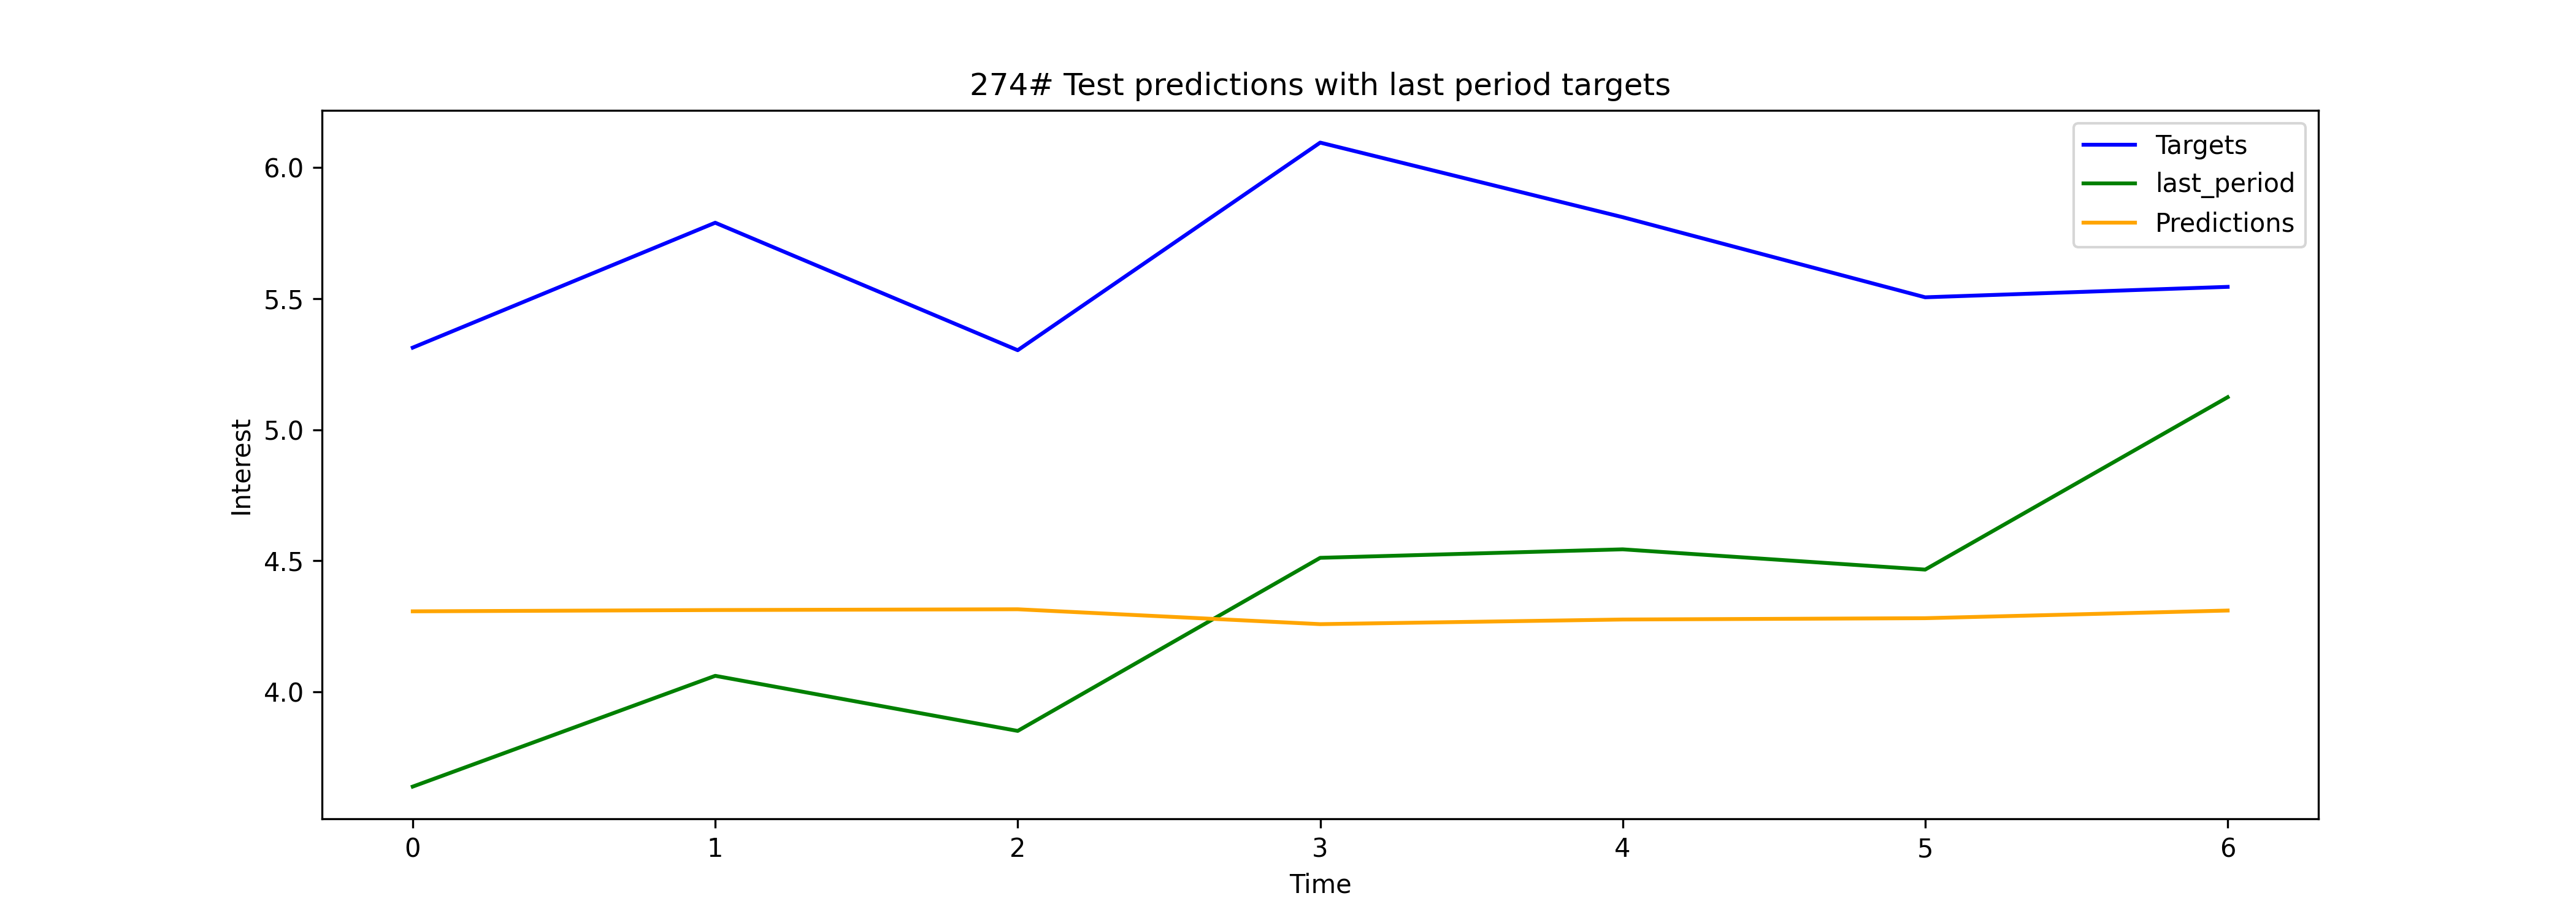 274# Test predictions with last period targets
Targets
last_period
Predictions
6.0
5.5
5.0
4.5
4.0
Interest
0 1 2 3 4 5 6
Time